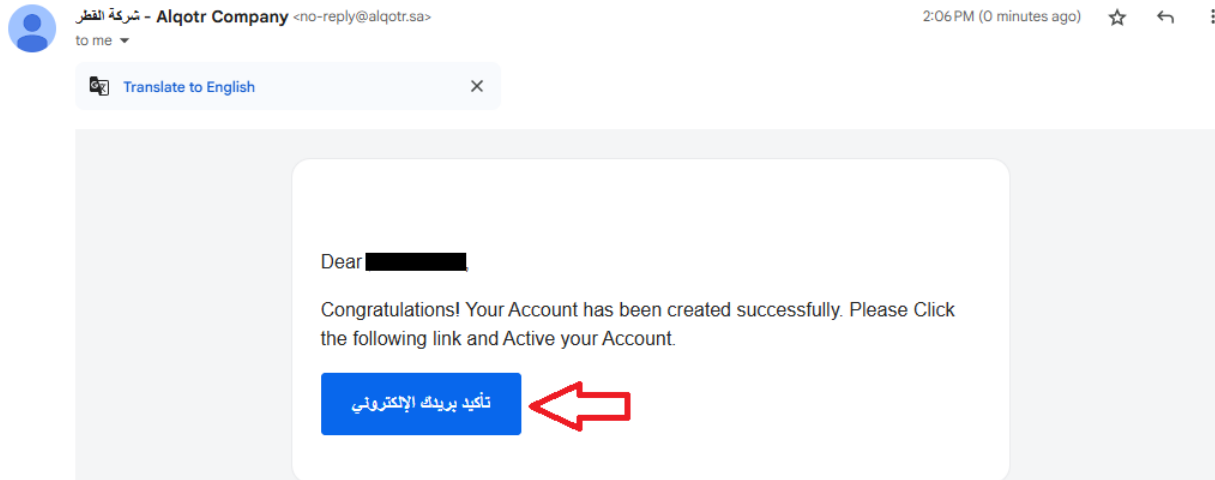 شركة القطر - Alqotr Company <no-reply@alqotr.sa>
2:06 PM (0 minutes ago)
to me
Translate to English
Dear ,
Congratulations! Your Account has been created successfully. Please Click
the following link and Active your Account.
تأكيد بريدك الإلكتروني